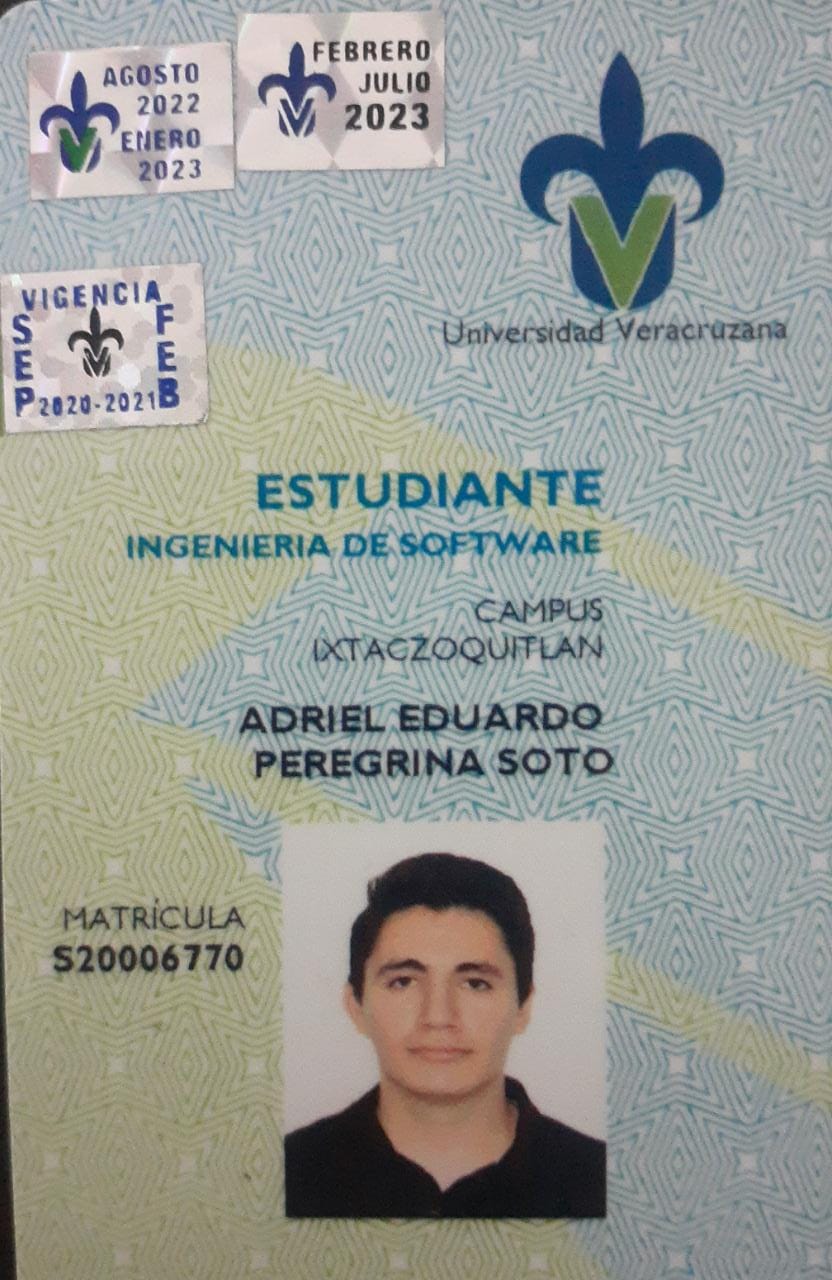 AGOSTO
2022
ENERO
2023
FEBRERO
JULIO
2023
Universidad Veracruzana
VIGENCIA
SEP
FEB
2020-2021
ESTUDIANTE
INGENIERIA DE SOFTWARE
CAMPUS
IXTACZOQUITLAN
ADRIEL EDUARDO
PEREGRINA SOTO
MATRÍCULA
S20006770